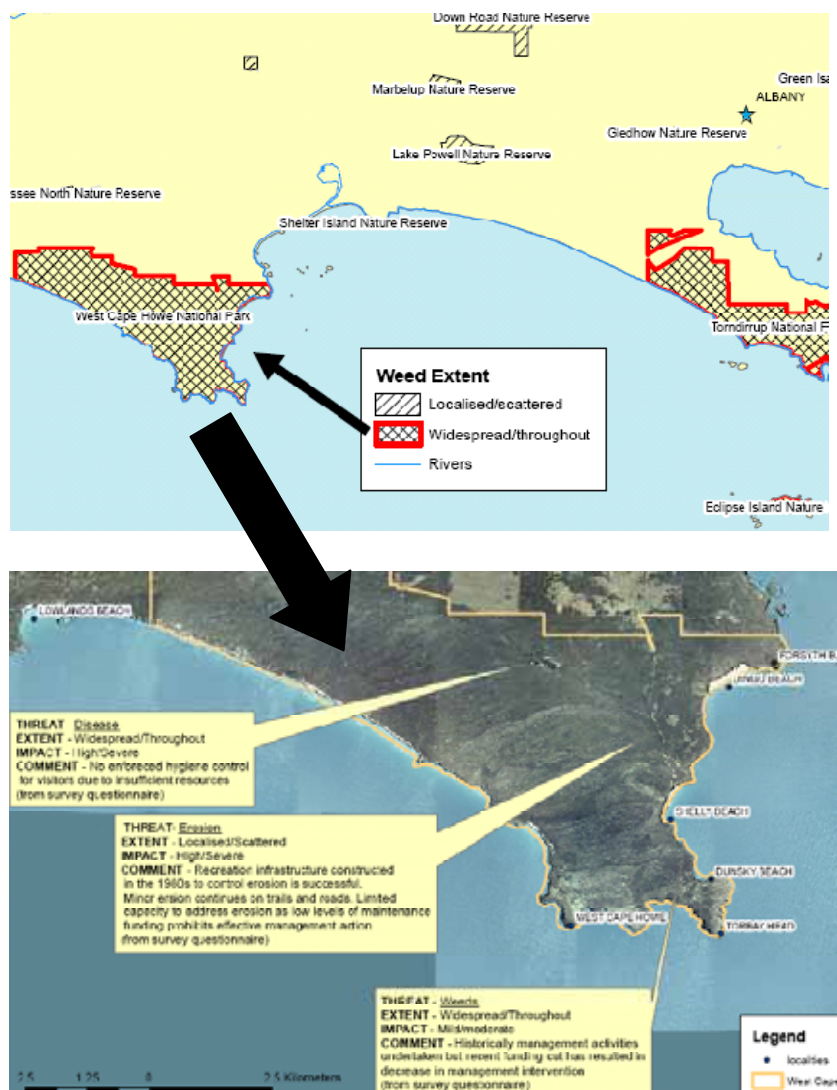 Down Road Nature Reserve
Green Isa
Marbelup Nature Reserve
ALBANY
Gledhow Nature Reserve
Lake Powell Nature Reserve
ssee North Nature Reserve
Shelter Island Nature Reserve
West Cape Howe National Park
Torndirrup National F
Weed Extent
Localised/scattered
Widespread/throughout
Rivers
Eclipse Island Nature
LOWLANDS BEACH
FORSYTH B
BEACH
THREAT Disease
EXTENT - Widespread/Throughout
IMPACT - High/Severe
COMMENT - No enforced hygiene control
for visitors due to insufficient resources
(from survey questionnaire)
SHELLY BEACH
THREAT- Erosion
EXTENT - Localised/Scattered
IMPACT - High/Severe
COMMENT - Recreation infrastructure constructed
in the 1980s to control erosion is successful.
Minor ersion continues on trails and roads. Limited
capacity to address erosion as low levels of maintenance
funding prohibits effective management action
(from survey questionnaire)
DUNSKY BEACH
WEST CAPE HOWE
TORBAY HEAD
THREAT - Weeds
EXTENT - Widespread/Throughout
IMPACT - Mild/moderate
COMMENT - Historically management activities
undertaken but recent funding cut has resulted in
decrease in management intervention
(from survey questionnaire)
Legend
localities
West Cap
2.5 1.25 0 2.5 Kilometers